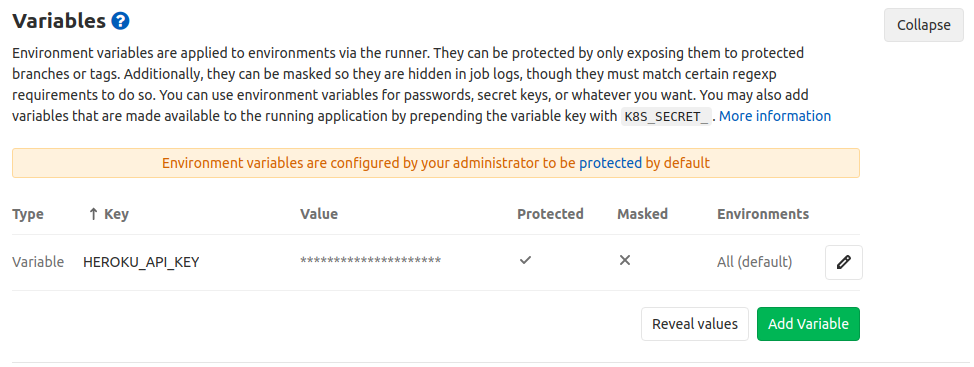 Variables ?
Collapse
Environment variables are applied to environments via the runner. They can be protected by only exposing them to protected
branches or tags. Additionally, they can be masked so they are hidden in job logs, though they must match certain regexp
requirements to do so. You can use environment variables for passwords, secret keys, or whatever you want. You may also add
variables that are made available to the running application by prepending the variable key with K8S_SECRET_. More information
Environment variables are configured by your administrator to be protected by default
Type ↑ Key Value Protected Masked Environments
Variable HEROKU_API_KEY ********************* ✓ ✕ All (default)
Reveal values Add Variable